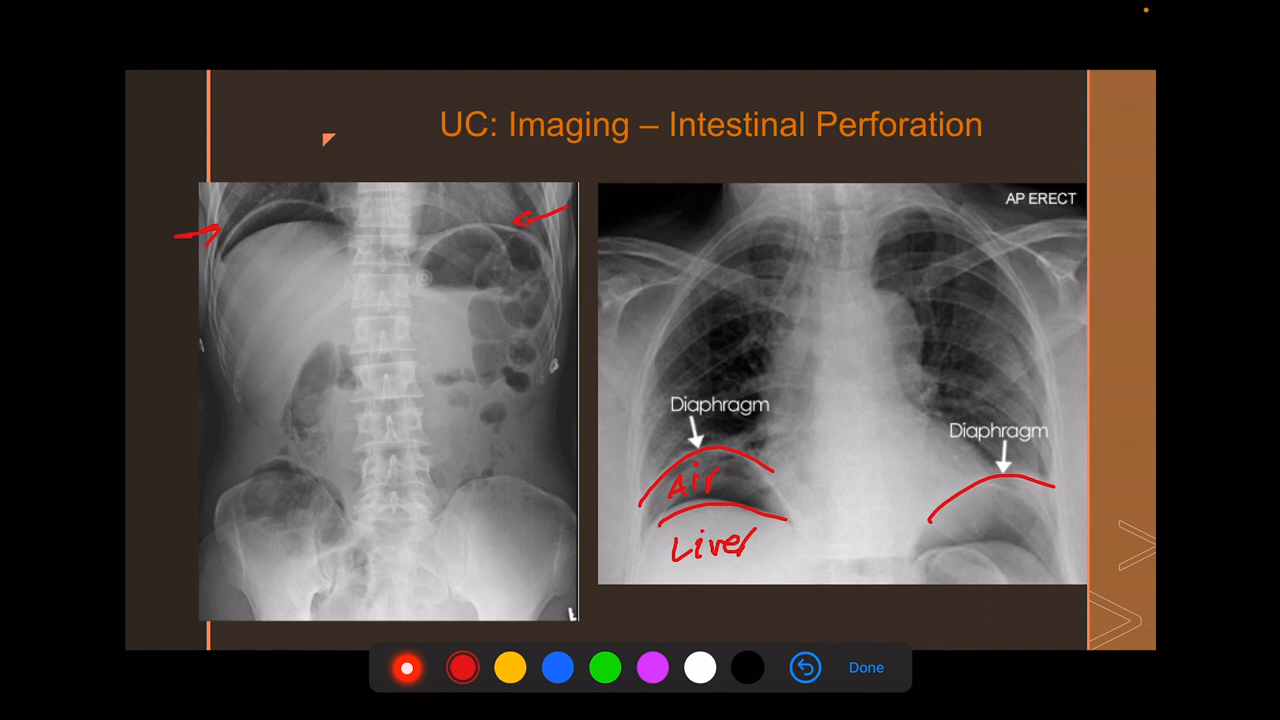 UC: Imaging – Intestinal Perforation
AP ERECT
Diaphragm
Diaphragm
Air
Liver
Done